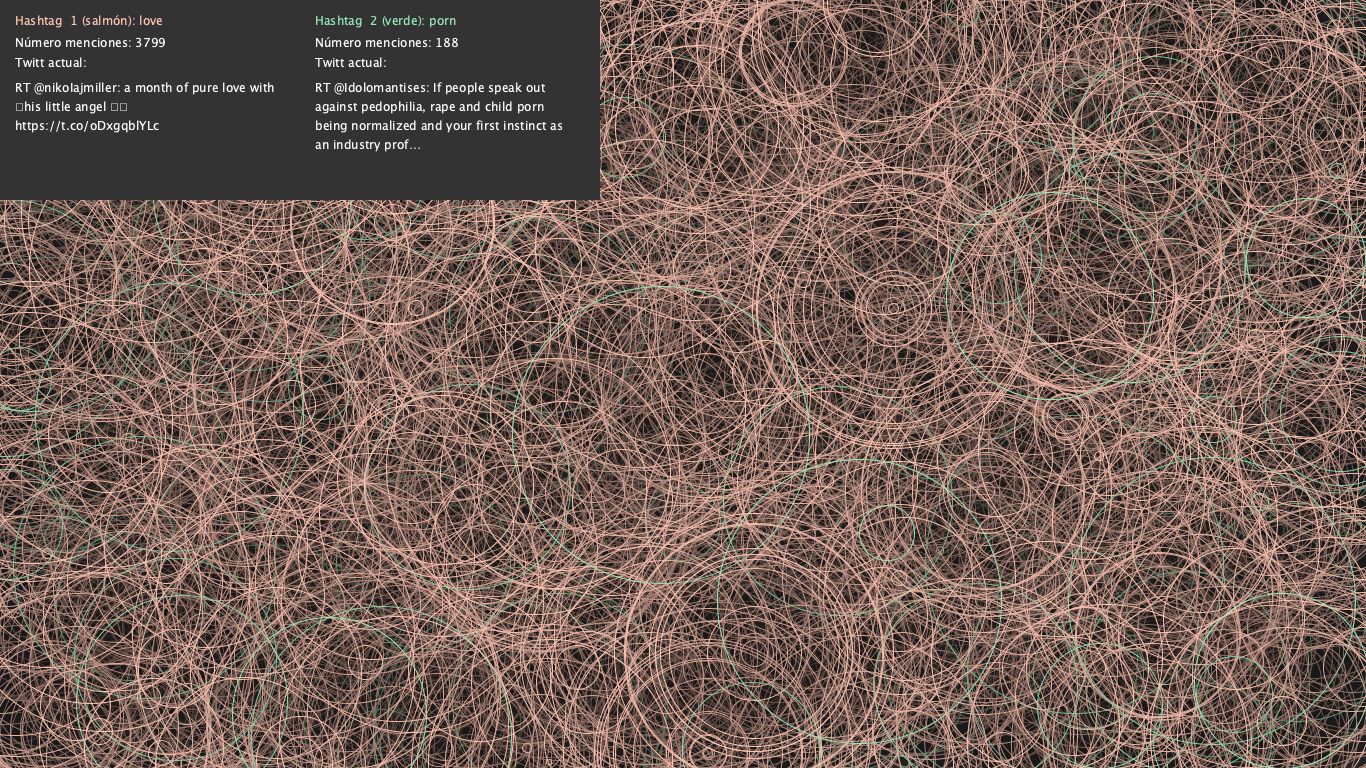 Hashtag 1 (salmón): love
Número menciones: 3799
Twitt actual:
RT @nikolajmiller: a month of pure love with
□his little angel □□
https://t.co/oDxgqblYLc
Hashtag 2 (verde): porn
Número menciones: 188
Twitt actual:
RT @Idolomantises: If people speak out
against pedophilia, rape and child porn
being normalized and your first instinct as
an industry prof…